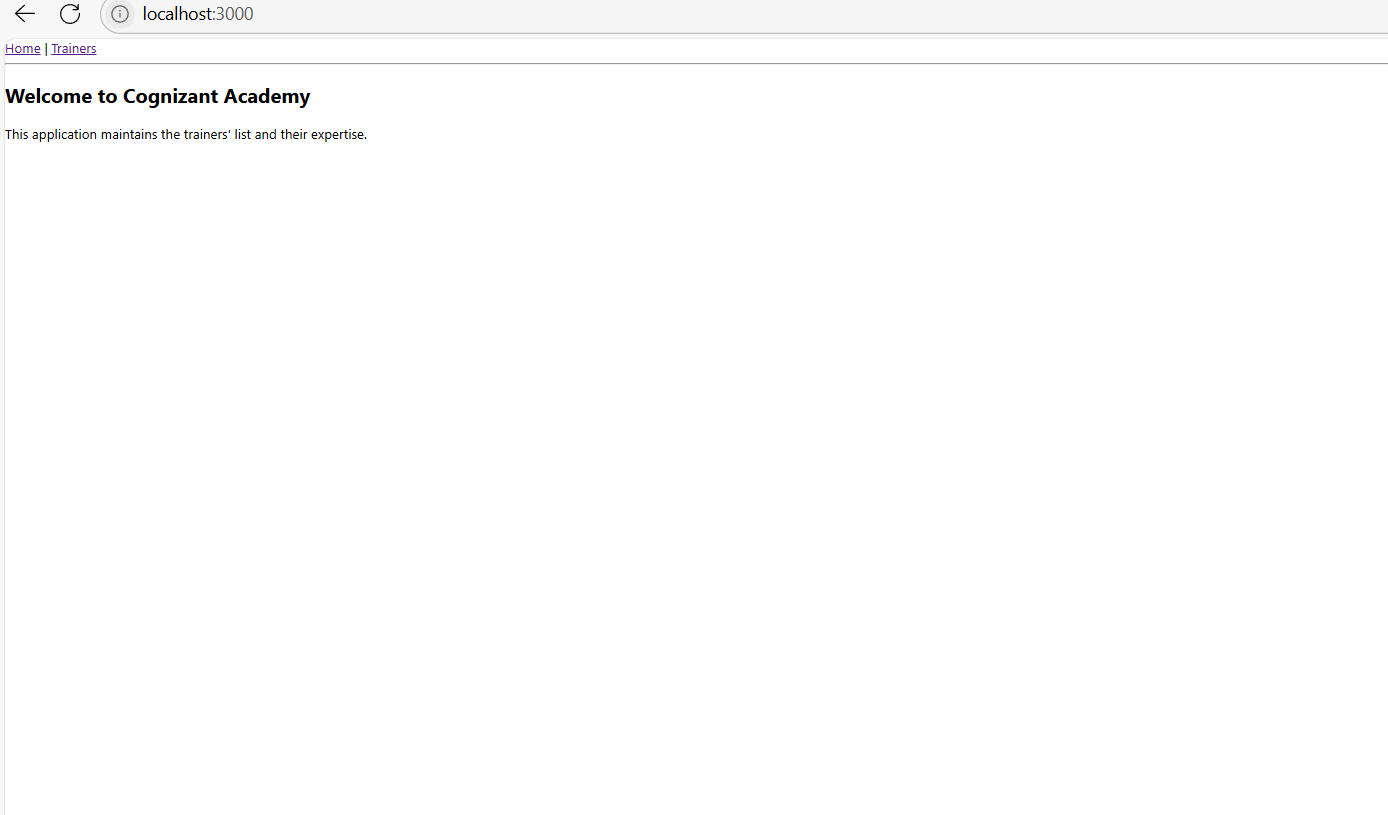 localhost:3000
Home | Trainers
Welcome to Cognizant Academy
This application maintains the trainers' list and their expertise.